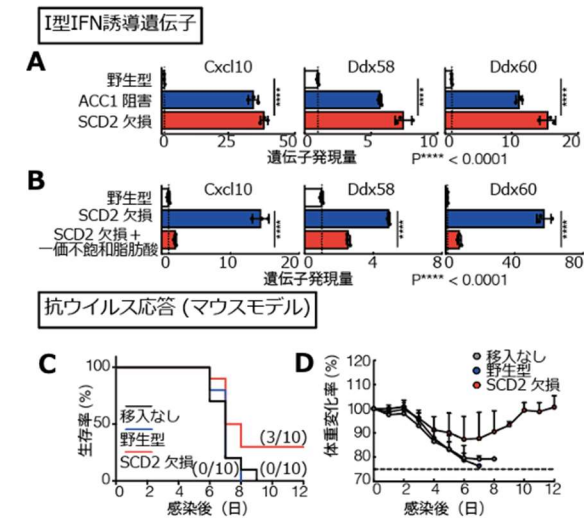 I型IFN誘導遺伝子
A
Cxcl10 Ddx58 Ddx60
野生型
ACC1 阻害
SCD2 欠損
**** **** ****
0 25 50 0 5 10 0 10 20
遺伝子発現量 P**** < 0.0001
B
Cxcl10 Ddx58 Ddx60
野生型
SCD2 欠損
SCD2 欠損+
一価不飽和脂肪酸
**** **** ****
0 10 20 0 4 8 0 40 80
遺伝子発現量 P**** < 0.0001
抗ウイルス応答 (マウスモデル)
C
生存率 (%)
100
50
0
移入なし
野生型
SCD2 欠損
(3/10)
(0/10) (0/10)
0 2 4 6 8 10 12
感染後(日)
D
移入なし
野生型
SCD2 欠損
体重変化率 (%)
120
110
100
90
80
70
0 2 4 6 8 10 12
感染後(日)